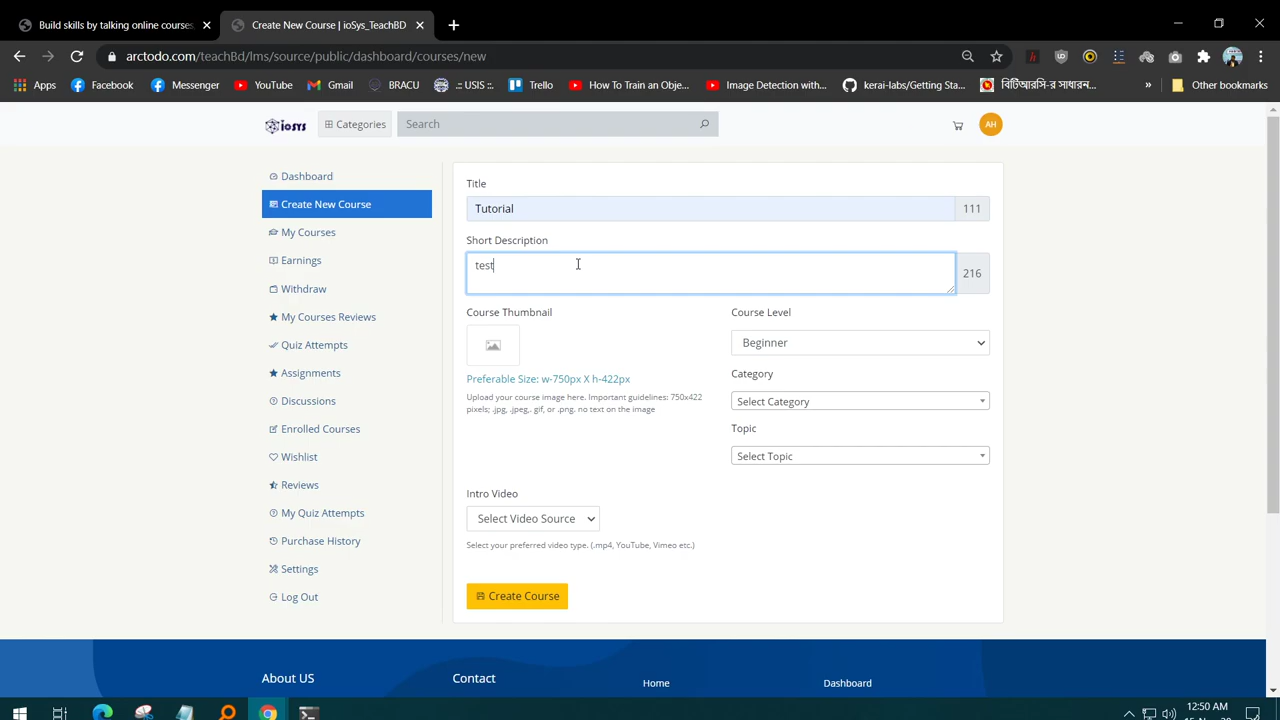 Build skills by talking online courses
Create New Course | ioSys_TeachBD
arctodo.com/teachBd/lms/source/public/dashboard/courses/new
Apps
Facebook
Messenger
YouTube
Gmail
BRACU
.:: USIS ::.
Trello
How To Train an Obje...
Image Detection with...
kerai-labs/Getting Sta...
বিটিআরসি-র সাধারন...
»
Other bookmarks
iosys
Categories
Search
AH
Dashboard
Create New Course
My Courses
Earnings
Withdraw
My Courses Reviews
Quiz Attempts
Assignments
Discussions
Enrolled Courses
Wishlist
Reviews
My Quiz Attempts
Purchase History
Settings
Log Out
Title
Tutorial
111
Short Description
test
216
Course Thumbnail
Preferable Size: w-750px X h-422px
Upload your course image here. Important guidelines: 750x422
pixels; .jpg, .jpeg,. gif, or .png. no text on the image
Course Level
Beginner
Category
Select Category
Topic
Select Topic
Intro Video
Select Video Source
Select your preferred video type. (.mp4, YouTube, Vimeo etc.)
Create Course
About US
Contact
Home
Dashboard
12:50 AM